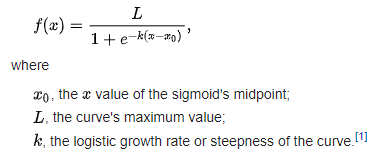 f(x) = L / (1 + e^{-k(x-x_0)}),
where
x_0, the x value of the sigmoid's midpoint;
L, the curve's maximum value;
k, the logistic growth rate or steepness of the curve.[1]